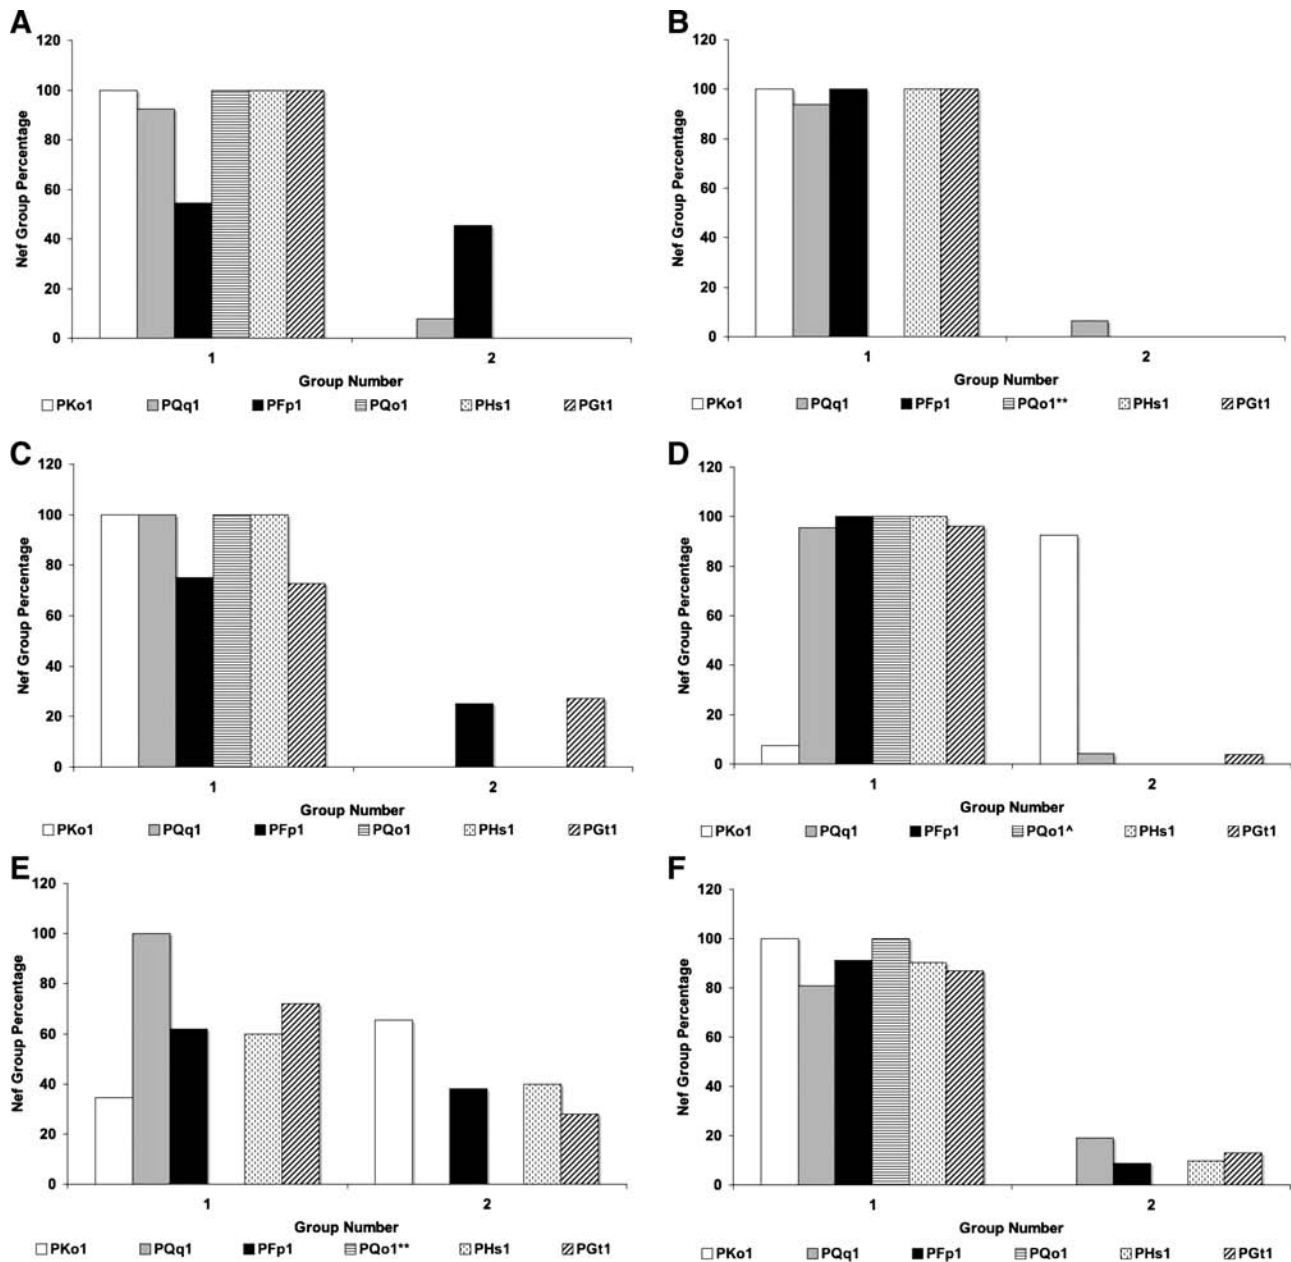 A
Nef Group Percentage
120
100
80
60
40
20
0
1 2
Group Number
PKo1 PQq1 PFp1 PQo1 PHs1 PGt1
B
Nef Group Percentage
120
100
80
60
40
20
0
1 2
Group Number
PKo1 PQq1 PFp1 PQo1** PHs1 PGt1
C
Nef Group Percentage
120
100
80
60
40
20
0
1 2
Group Number
PKo1 PQq1 PFp1 PQo1 PHs1 PGt1
D
Nef Group Percentage
120
100
80
60
40
20
0
1 2
Group Number
PKo1 PQq1 PFp1 PQo1^ PHs1 PGt1
E
Nef Group Percentage
120
100
80
60
40
20
0
1 2
Group Number
PKo1 PQq1 PFp1 PQo1** PHs1 PGt1
F
Nef Group Percentage
120
100
80
60
40
20
0
1 2
Group Number
PKo1 PQq1 PFp1 PQo1 PHs1 PGt1